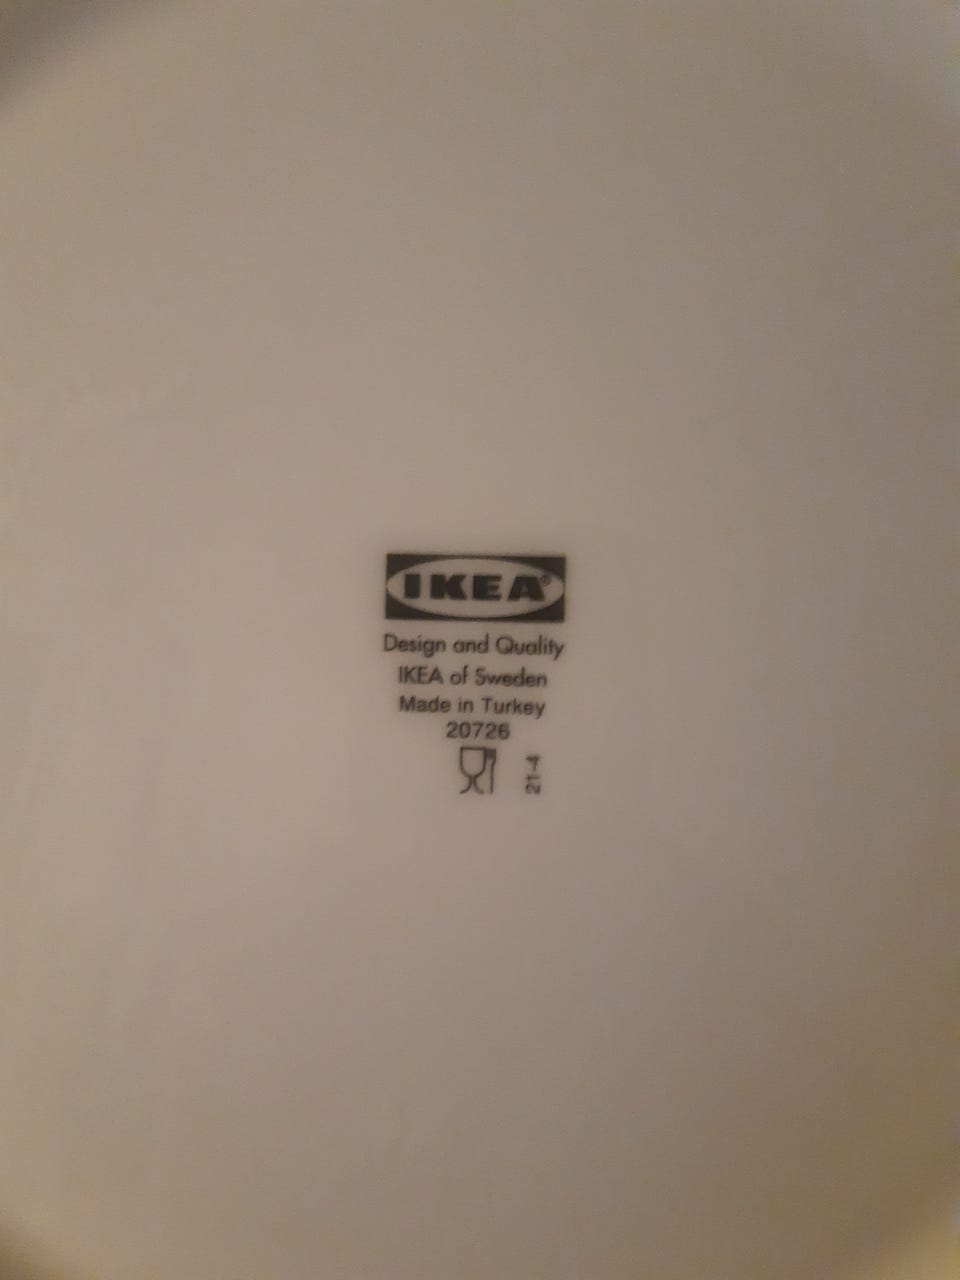 IKEA®
Design and Quality
IKEA of Sweden
Made in Turkey
20726
21-4